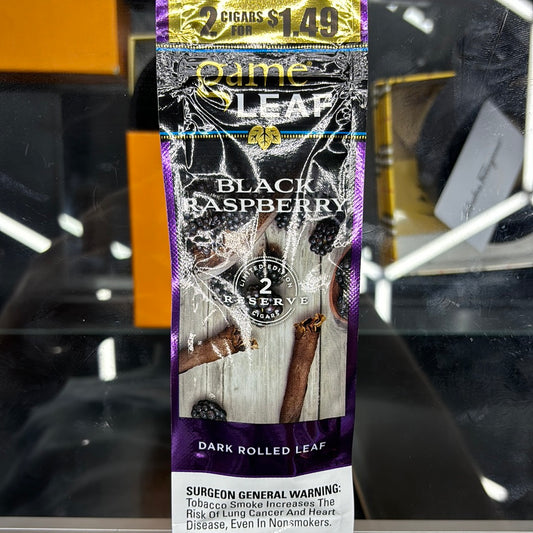 2 CIGARS FOR $1.49
Game
LEAF
BLACK
RASPBERRY
LIMITED EDITION
2
RESERVE
CIGARS
DARK ROLLED LEAF
SURGEON GENERAL WARNING:
Tobacco Smoke Increases The
Risk Of Lung Cancer And Heart
Disease, Even In Nonsmokers.